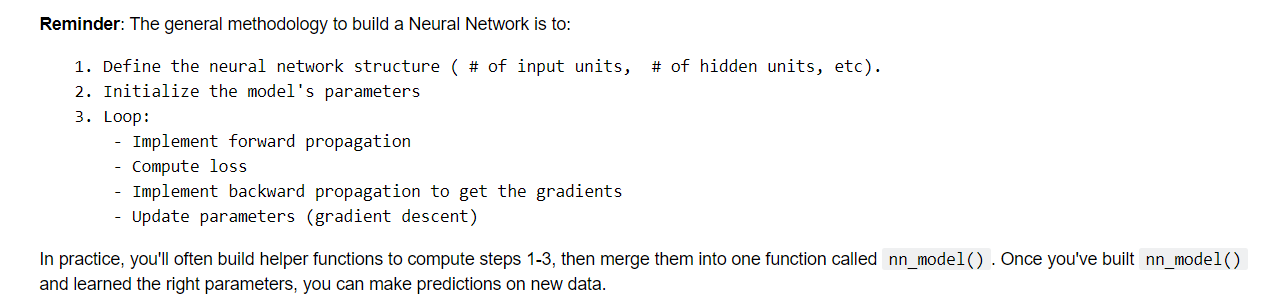 Reminder: The general methodology to build a Neural Network is to:
1. Define the neural network structure ( # of input units,  # of hidden units, etc).
2. Initialize the model's parameters
3. Loop:
- Implement forward propagation
- Compute loss
- Implement backward propagation to get the gradients
- Update parameters (gradient descent)
In practice, you'll often build helper functions to compute steps 1-3, then merge them into one function called nn_model() . Once you've built nn_model()
and learned the right parameters, you can make predictions on new data.